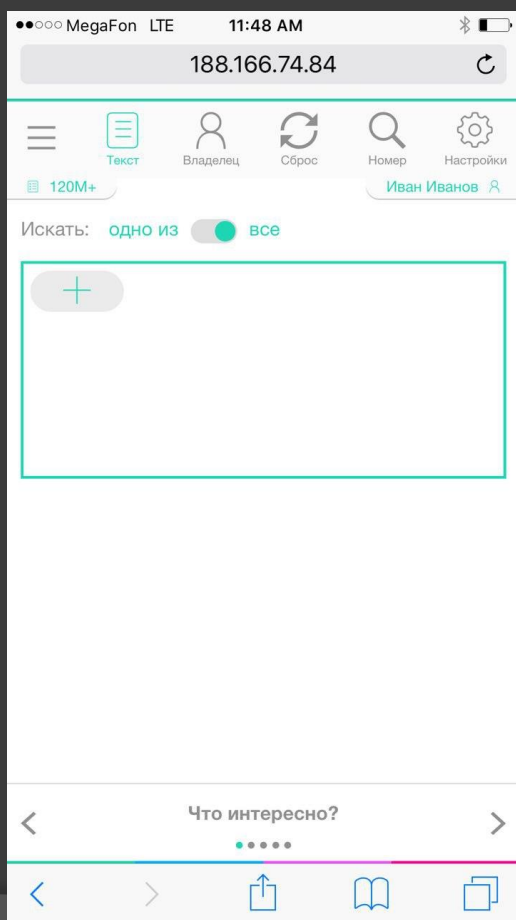 MegaFon LTE 11:48 AM
188.166.74.84
Текст Владелец Сброс Номер Настройки
120M+ Иван Иванов
Искать: одно из все
Что интересно?